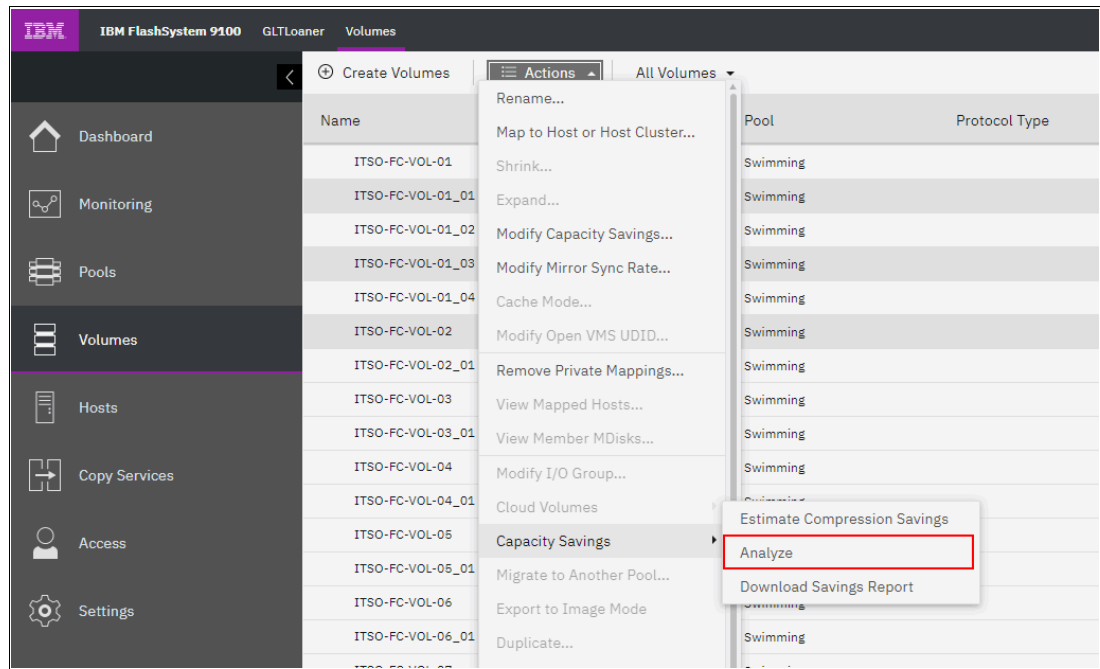 IBM IBM FlashSystem 9100 GLTLoaner Volumes
Create Volumes Actions All Volumes
Name Pool Protocol Type
Dashboard
Monitoring
Pools
Volumes
Hosts
Copy Services
Access
Settings
ITSO-FC-VOL-01 Swimming
ITSO-FC-VOL-01_01 Swimming
ITSO-FC-VOL-01_02 Swimming
ITSO-FC-VOL-01_03 Swimming
ITSO-FC-VOL-01_04 Swimming
ITSO-FC-VOL-02 Swimming
ITSO-FC-VOL-02_01 Swimming
ITSO-FC-VOL-03 Swimming
ITSO-FC-VOL-03_01 Swimming
ITSO-FC-VOL-04 Swimming
ITSO-FC-VOL-04_01
ITSO-FC-VOL-05
ITSO-FC-VOL-05_01
ITSO-FC-VOL-06 Swimming
ITSO-FC-VOL-06_01 Swimming
Rename...
Map to Host or Host Cluster...
Shrink...
Expand...
Modify Capacity Savings...
Modify Mirror Sync Rate...
Cache Mode...
Modify Open VMS UDID...
Remove Private Mappings...
View Mapped Hosts...
View Member MDisks...
Modify I/O Group...
Cloud Volumes
Capacity Savings
Migrate to Another Pool...
Export to Image Mode
Duplicate...
Estimate Compression Savings
Analyze
Download Savings Report